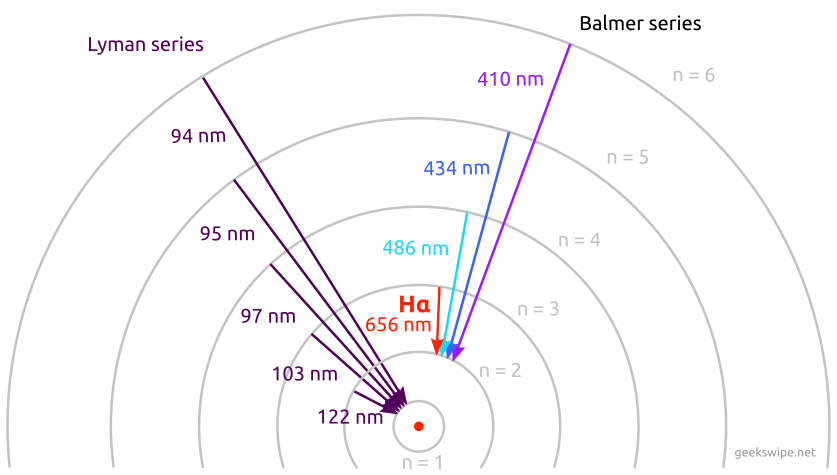 Lyman series
Balmer series
94 nm
95 nm
97 nm
103 nm
122 nm
410 nm
434 nm
486 nm
Hα
656 nm
n = 6
n = 5
n = 4
n = 3
n = 2
n = 1
geekswipe.net